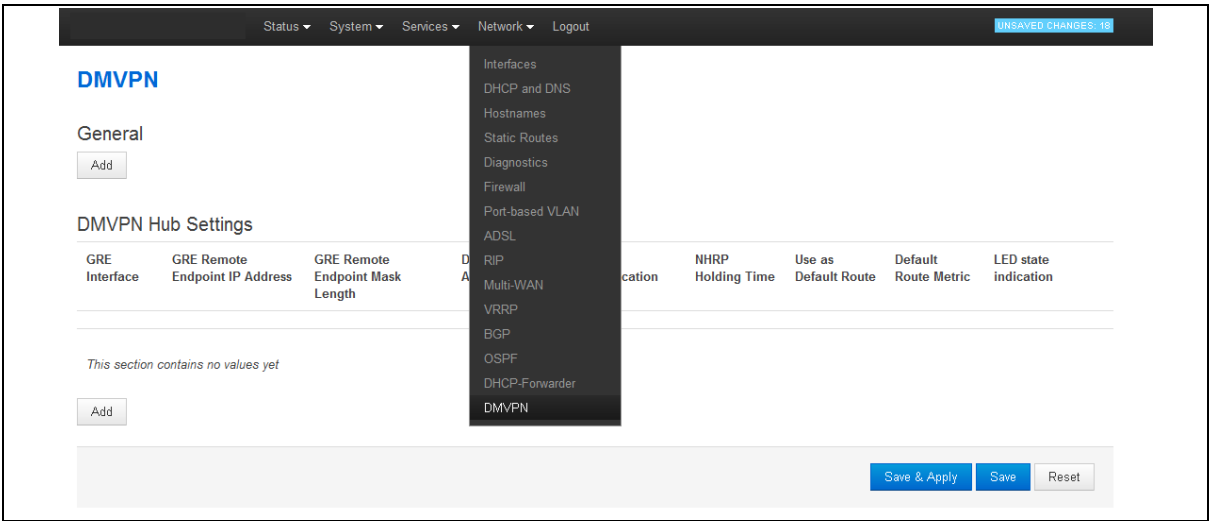 Status System Services Network Logout UNSAVED CHANGES: 18
Interfaces
DHCP and DNS
Hostnames
Static Routes
Diagnostics
Firewall
Port-based VLAN
ADSL
RIP
Multi-WAN
VRRP
BGP
OSPF
DHCP-Forwarder
DMVPN
DMVPN
General
Add
DMVPN Hub Settings
GRE Interface
GRE Remote Endpoint IP Address
GRE Remote Endpoint Mask Length
D
A
cation
NHRP Holding Time
Use as Default Route
Default Route Metric
LED state indication
This section contains no values yet
Add
Save & Apply Save Reset